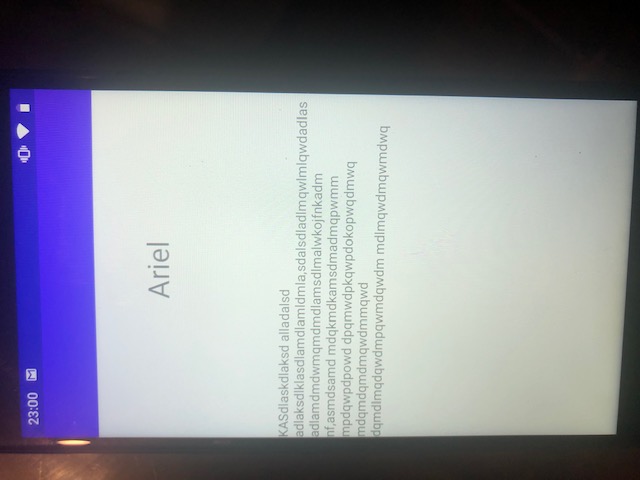 23:00
Ariel
KASdlaskdlaksd alladalsd
adlaksdlklasdlamdlamldmla,sdalsdladlmqwlmlqwdadlas
adlamdmdwmqmdmdlamsdlmalwkojfnkadm
nf,asmdsamd mdqkmdkamsdmadmqpwmm
mpdqwpdpowd dpqmwdpkqwpdokopwqdmwq
mdqmdqmdmqwdmmqwd
dqmdlmqdqwdmpqwmdqwdm mdlmqwdmqwmdwq